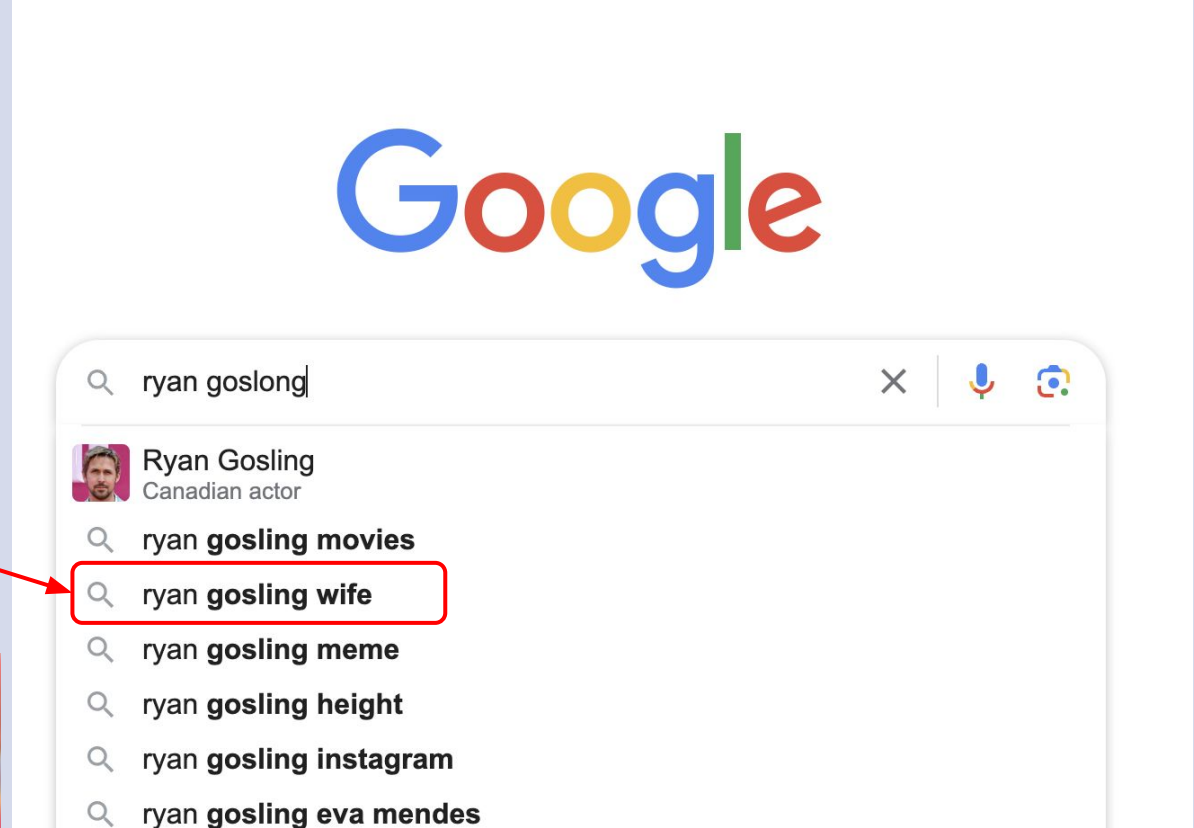 Google
ryan goslong
Ryan Gosling
Canadian actor
ryan gosling movies
ryan gosling wife
ryan gosling meme
ryan gosling height
ryan gosling instagram
ryan gosling eva mendes